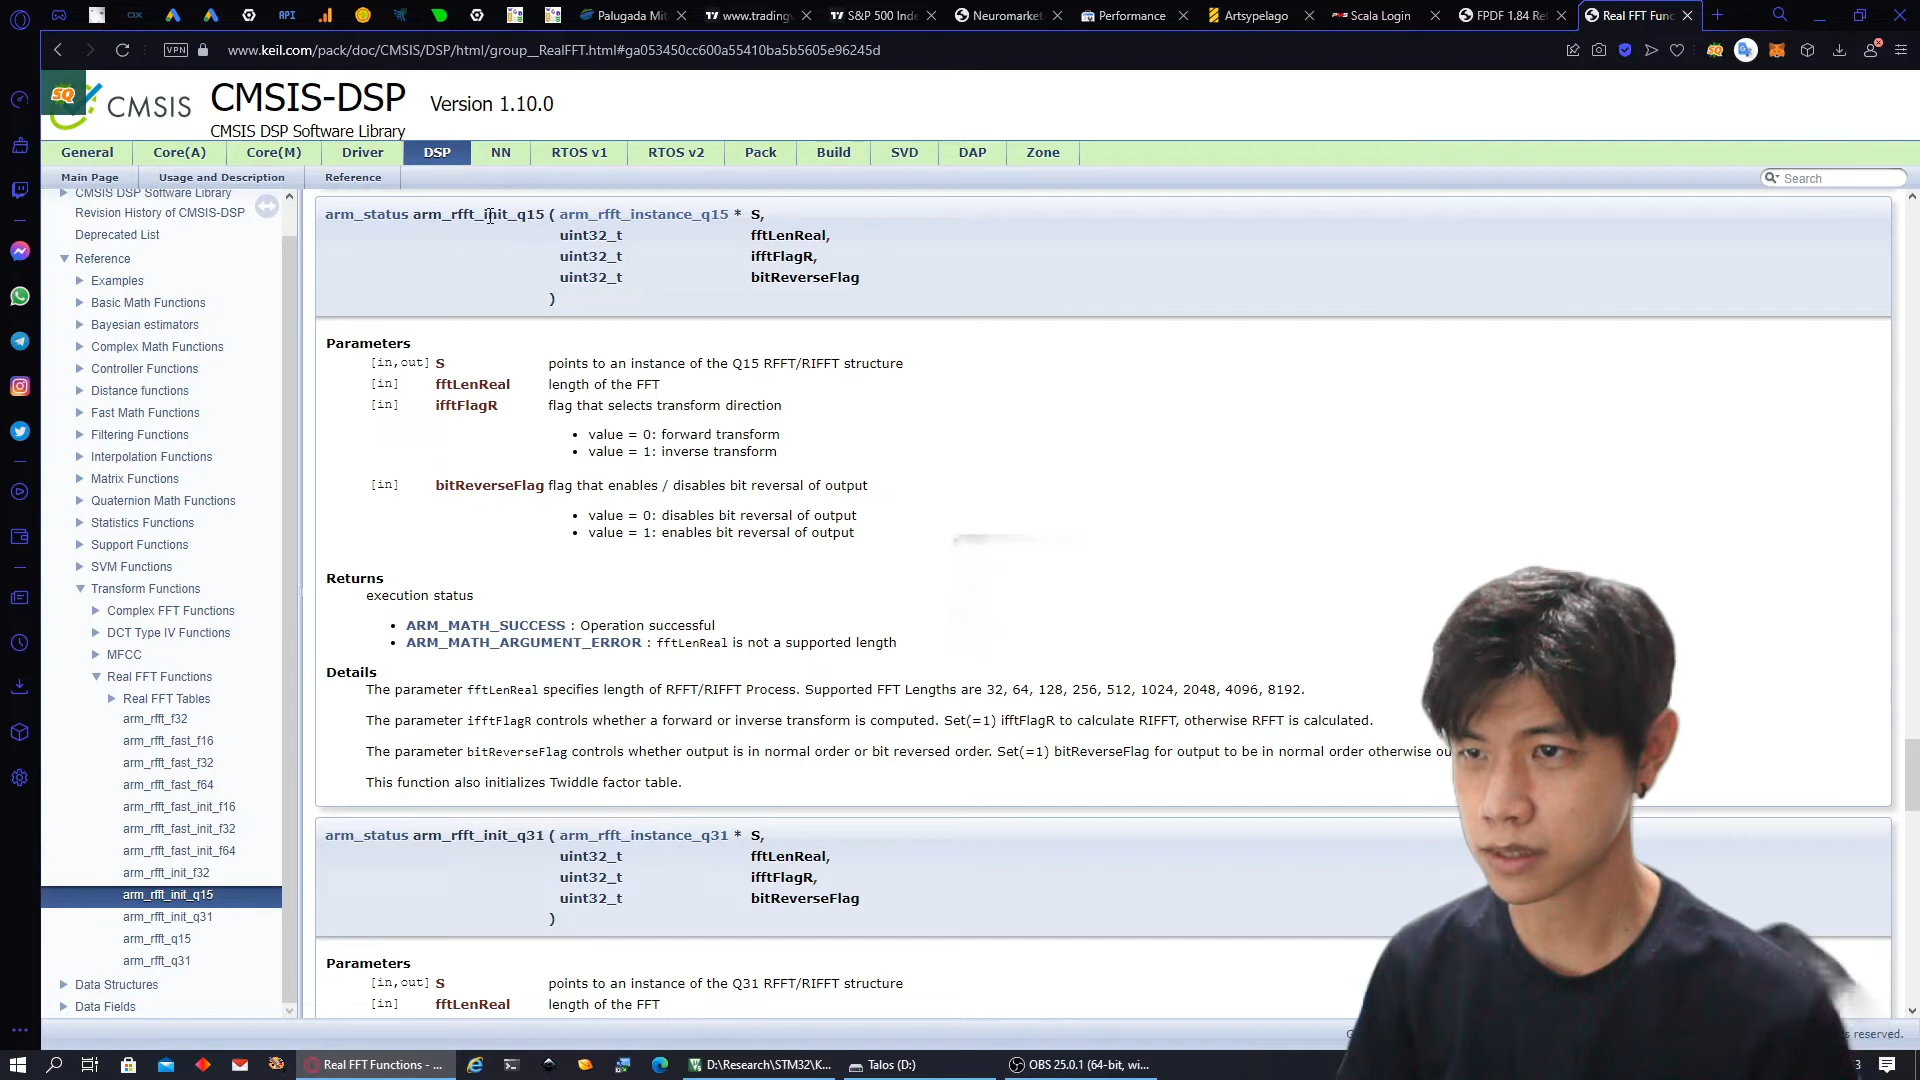 Palugada Mit
www.tradingv
S&P 500 Inde
Neuromarket
Performance
Artsypelago
Scala Login
FPDF 1.84 Re
Real FFT Func
VPN
www.keil.com/pack/doc/CMSIS/DSP/html/group__RealFFT.html#ga053450cc600a55410ba5b5605e96245d
SQ
CMSIS
CMSIS-DSP Version 1.10.0
CMSIS DSP Software Library
General Core(A) Core(M) Driver DSP NN RTOS v1 RTOS v2 Pack Build SVD DAP Zone
Main Page Usage and Description Reference
Search
CMSIS DSP Software Library
Revision History of CMSIS-DSP
Deprecated List
Reference
Examples
Basic Math Functions
Bayesian estimators
Complex Math Functions
Controller Functions
Distance functions
Fast Math Functions
Filtering Functions
Interpolation Functions
Matrix Functions
Quaternion Math Functions
Statistics Functions
Support Functions
SVM Functions
Transform Functions
Complex FFT Functions
DCT Type IV Functions
MFCC
Real FFT Functions
Real FFT Tables
arm_rfft_f32
arm_rfft_fast_f16
arm_rfft_fast_f32
arm_rfft_fast_f64
arm_rfft_fast_init_f16
arm_rfft_fast_init_f32
arm_rfft_fast_init_f64
arm_rfft_init_f32
arm_rfft_init_q15
arm_rfft_init_q31
arm_rfft_q15
arm_rfft_q31
Data Structures
Data Fields
arm_status arm_rfft_init_q15 ( arm_rfft_instance_q15 * S,
uint32_t fftLenReal,
uint32_t ifftFlagR,
uint32_t bitReverseFlag
)
Parameters
[in,out] S points to an instance of the Q15 RFFT/RIFFT structure
[in] fftLenReal length of the FFT
[in] ifftFlagR flag that selects transform direction
• value = 0: forward transform
• value = 1: inverse transform
[in] bitReverseFlag flag that enables / disables bit reversal of output
• value = 0: disables bit reversal of output
• value = 1: enables bit reversal of output
Returns
execution status
• ARM_MATH_SUCCESS : Operation successful
• ARM_MATH_ARGUMENT_ERROR : fftLenReal is not a supported length
Details
The parameter fftLenReal specifies length of RFFT/RIFFT Process. Supported FFT Lengths are 32, 64, 128, 256, 512, 1024, 2048, 4096, 8192.
The parameter ifftFlagR controls whether a forward or inverse transform is computed. Set(=1) ifftFlagR to calculate RIFFT, otherwise RFFT is calculated.
The parameter bitReverseFlag controls whether output is in normal order or bit reversed order. Set(=1) bitReverseFlag for output to be in normal order otherwise ou
This function also initializes Twiddle factor table.
arm_status arm_rfft_init_q31 ( arm_rfft_instance_q31 * S,
uint32_t fftLenReal,
uint32_t ifftFlagR,
uint32_t bitReverseFlag
)
Parameters
[in,out] S points to an instance of the Q31 RFFT/RIFFT structure
[in] fftLenReal length of the FFT
s reserved.
Real FFT Functions - ...
D:\Research\STM32\K...
Talos (D:)
OBS 25.0.1 (64-bit, wi...
3